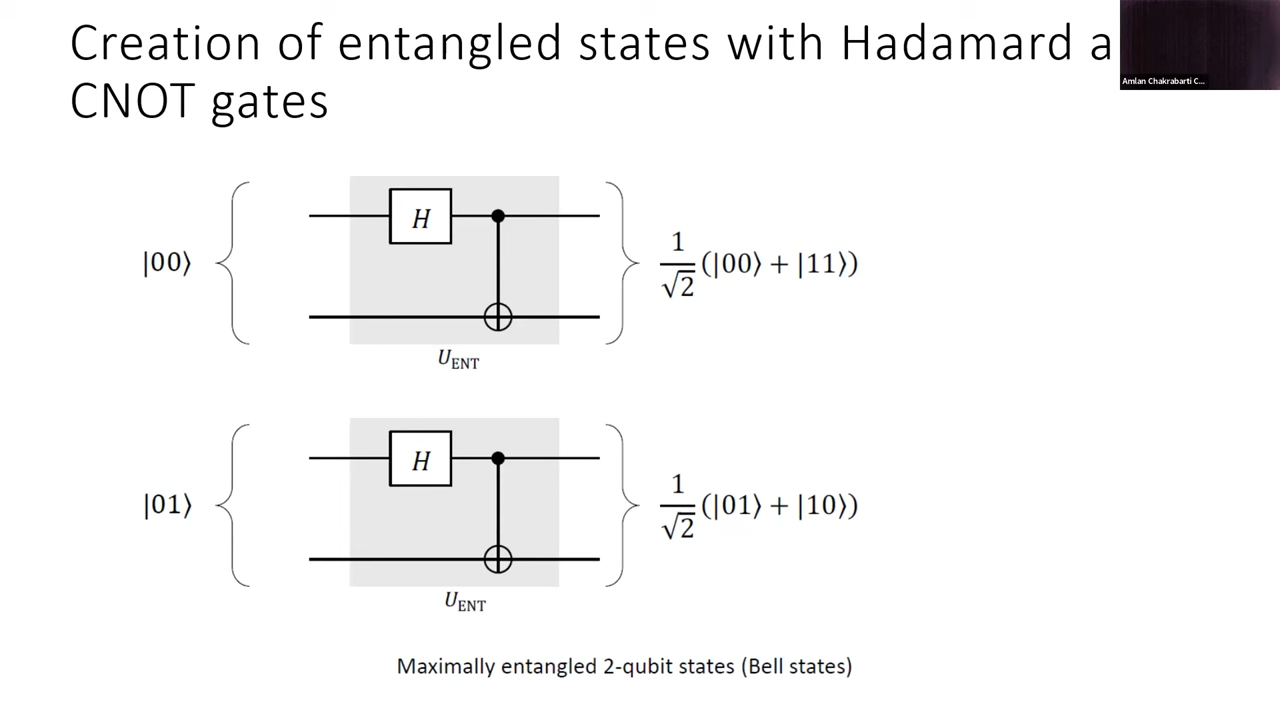 Creation of entangled states with Hadamard a
CNOT gates
Amlan Chakrabarti C...
|00⟩
H
1/√2 (|00⟩ + |11⟩)
U_ENT
|01⟩
H
1/√2 (|01⟩ + |10⟩)
U_ENT
Maximally entangled 2-qubit states (Bell states)